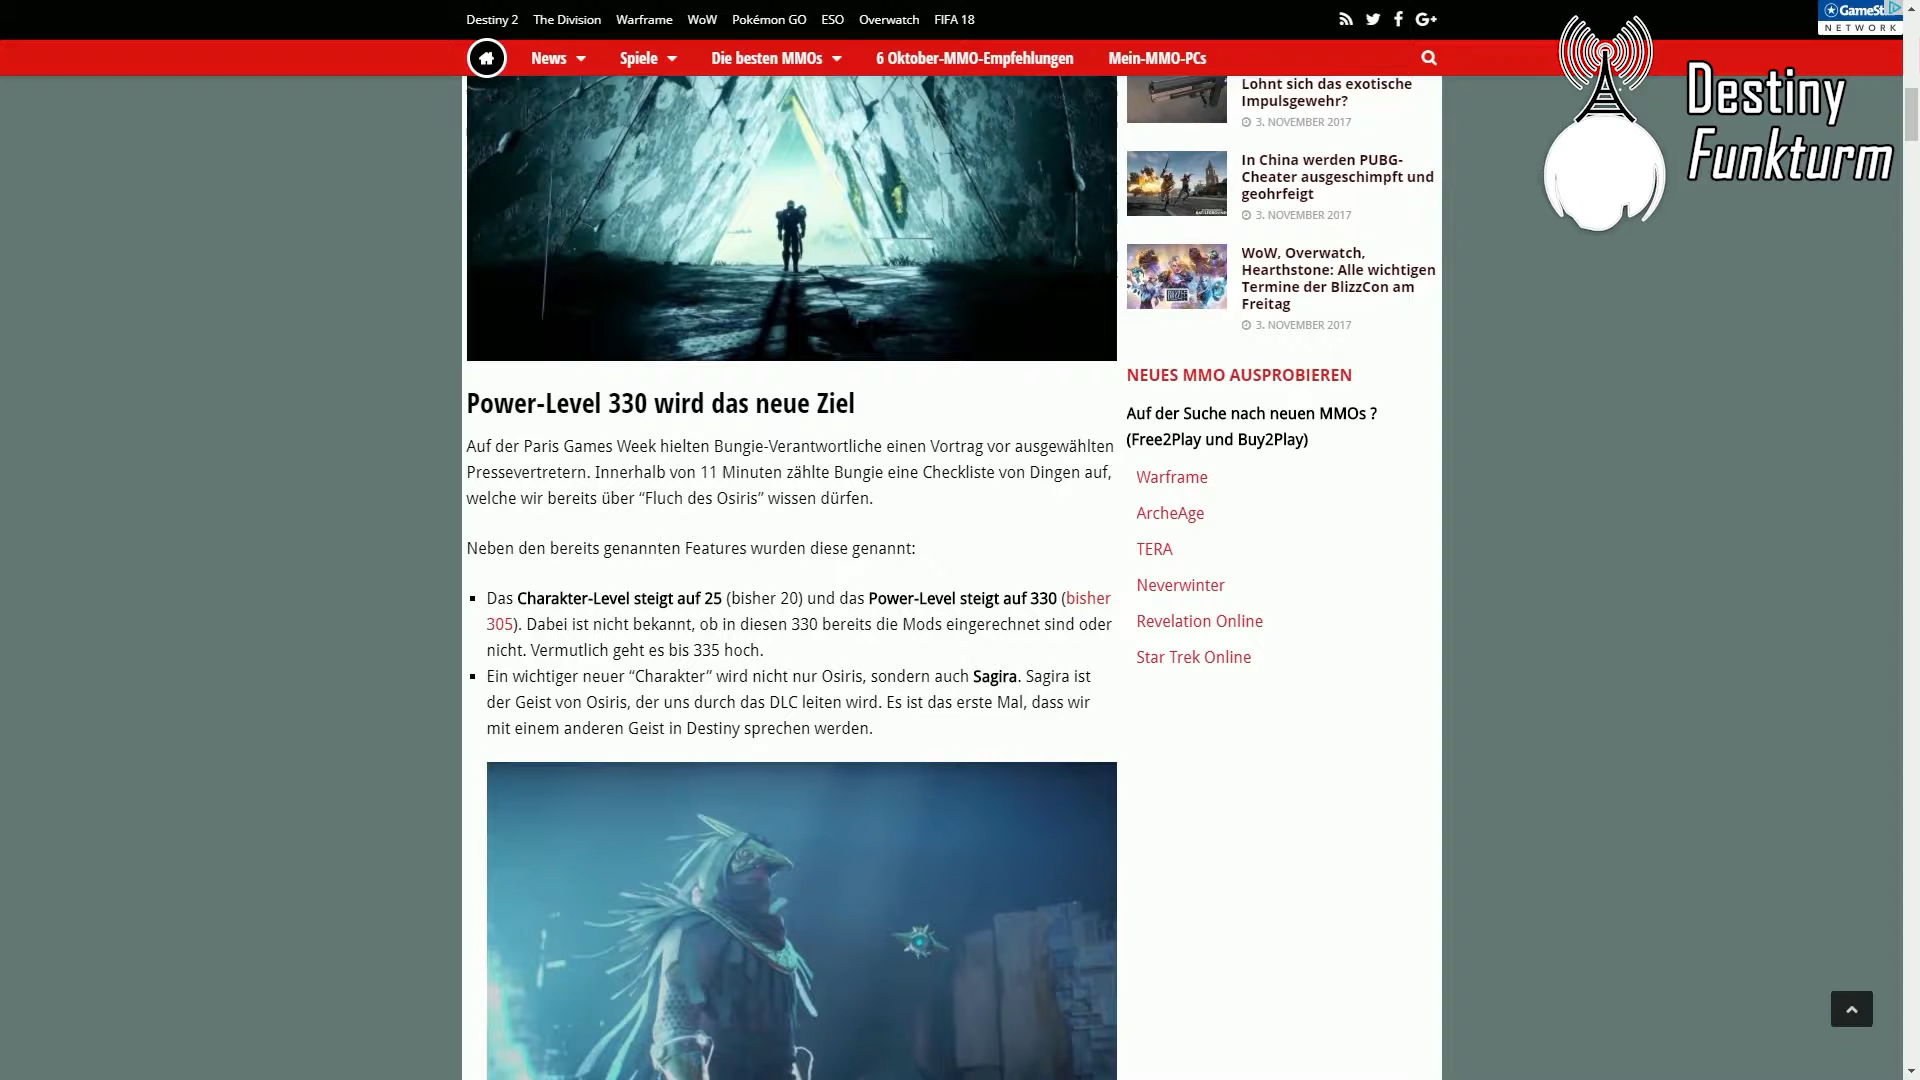 Destiny 2 The Division Warframe WoW Pokémon GO ESO Overwatch FIFA 18
News Spiele Die besten MMOs 6 Oktober-MMO-Empfehlungen Mein-MMO-PCs
NETWORK
Destiny
Funkturm
Lohnt sich das exotische
Impulsgewehr?
3. NOVEMBER 2017
In China werden PUBG-
Cheater ausgeschimpft und
geohrfeigt
3. NOVEMBER 2017
WoW, Overwatch,
Hearthstone: Alle wichtigen
Termine der BlizzCon am
Freitag
3. NOVEMBER 2017
Power-Level 330 wird das neue Ziel
Auf der Paris Games Week hielten Bungie-Verantwortliche einen Vortrag vor ausgewählten
Pressevertretern. Innerhalb von 11 Minuten zählte Bungie eine Checkliste von Dingen auf,
welche wir bereits über “Fluch des Osiris” wissen dürfen.
Neben den bereits genannten Features wurden diese genannt:
Das Charakter-Level steigt auf 25 (bisher 20) und das Power-Level steigt auf 330 (bisher
305). Dabei ist nicht bekannt, ob in diesen 330 bereits die Mods eingerechnet sind oder
nicht. Vermutlich geht es bis 335 hoch.
Ein wichtiger neuer “Charakter” wird nicht nur Osiris, sondern auch Sagira. Sagira ist
der Geist von Osiris, der uns durch das DLC leiten wird. Es ist das erste Mal, dass wir
mit einem anderen Geist in Destiny sprechen werden.
NEUES MMO AUSPROBIEREN
Auf der Suche nach neuen MMOs ?
(Free2Play und Buy2Play)
Warframe
ArcheAge
TERA
Neverwinter
Revelation Online
Star Trek Online